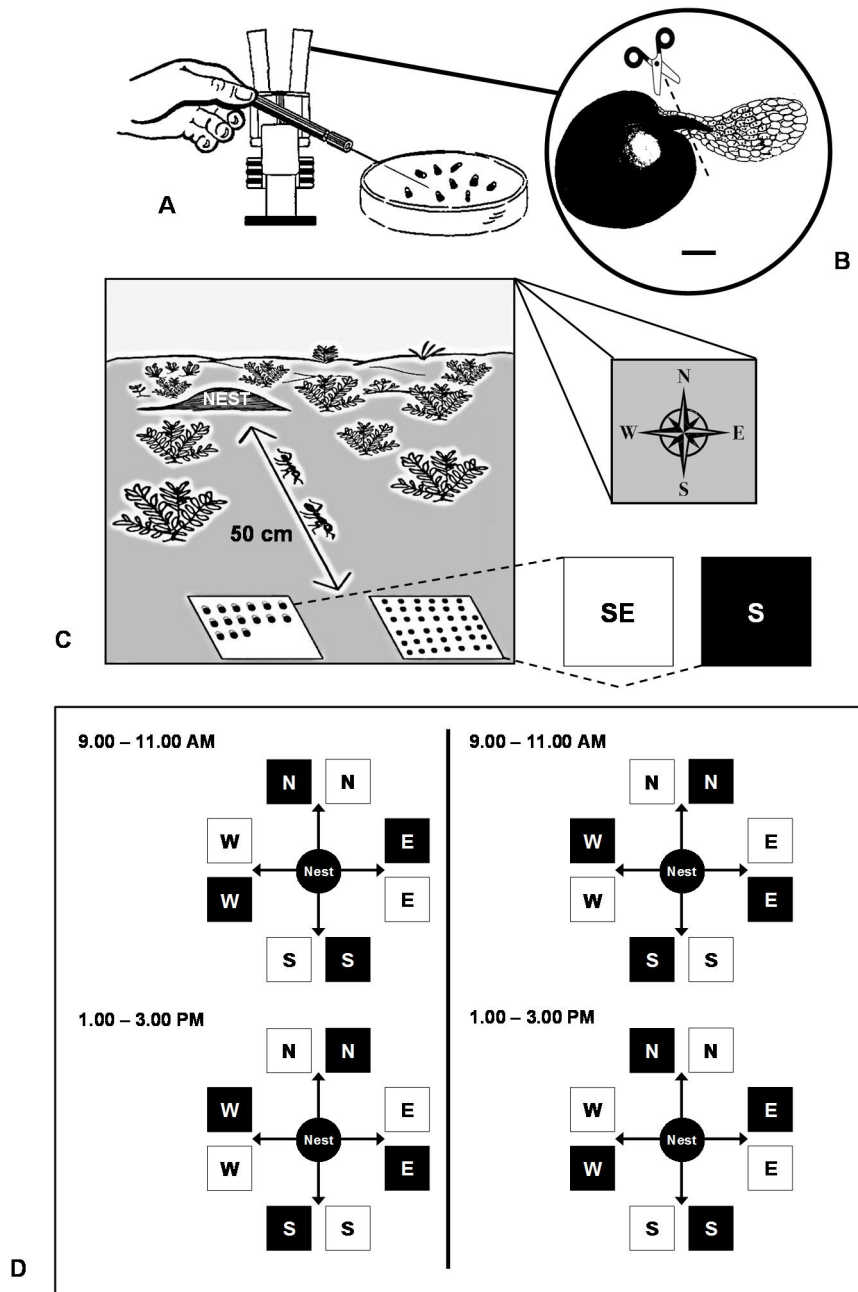 A
B
NEST
50 cm
N
W E
S
C
SE S
9.00 – 11.00 AM 9.00 – 11.00 AM
N N N N
W E W E
Nest Nest
W E W E
S S S S
1.00 – 3.00 PM 1.00 – 3.00 PM
N N N N
W E W E
Nest Nest
W E W E
S S S S
D